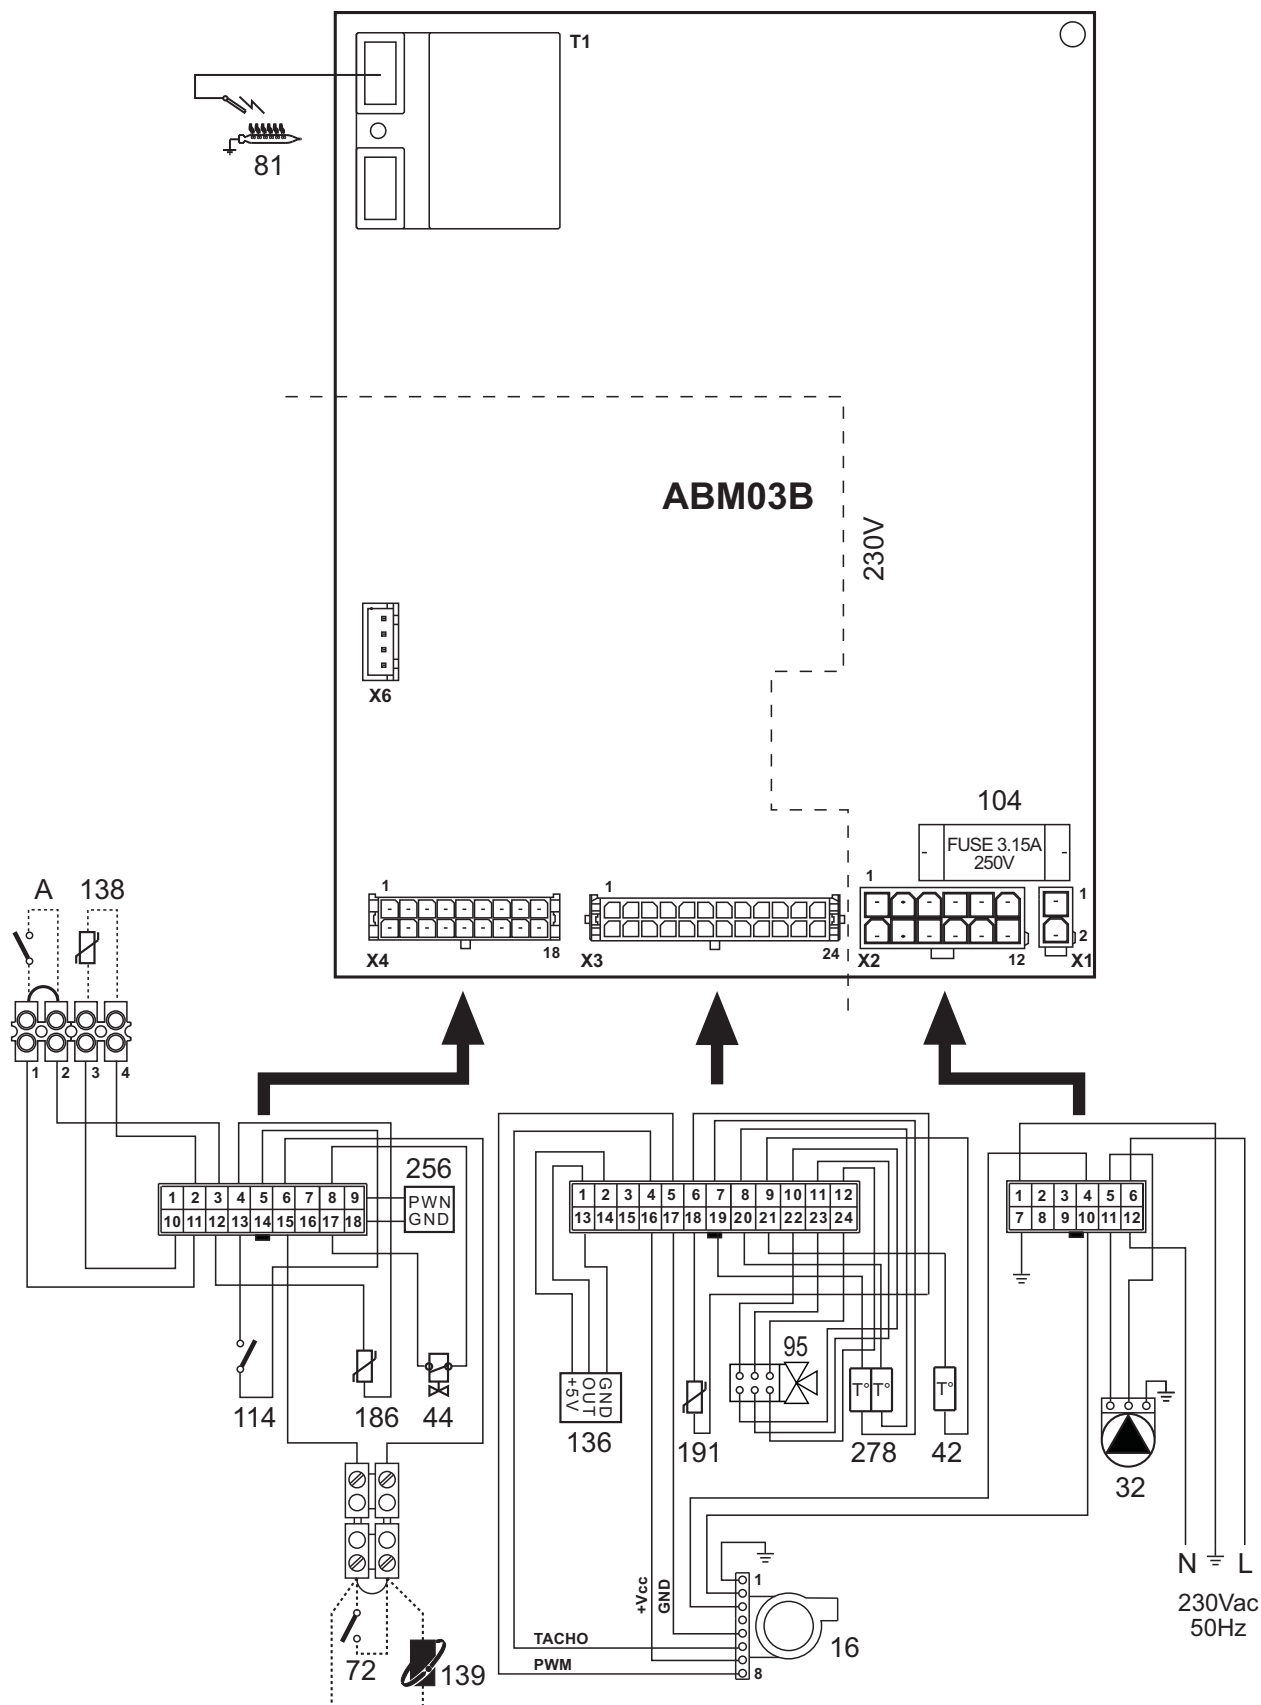 T1
81
ABM03B
230V
X6
104
FUSE 3.15A
250V
1
18
X4
1
24
X3
1
12
X2
1
2
X1
A
138
1 2 3 4
256
PWN
GND
1 2 3 4 5 6 7 8 9
10 11 12 13 14 15 16 17 18
1 2 3 4 5 6 7 8 9 10 11 12
13 14 15 16 17 18 19 20 21 22 23 24
1 2 3 4 5 6
7 8 9 10 11 12
114
186
44
+5V
OUT
GND
136
191
95
T° T°
278
T°
42
32
N L
230Vac
50Hz
+Vcc
GND
TACHO
PWM
1
8
16
72
139